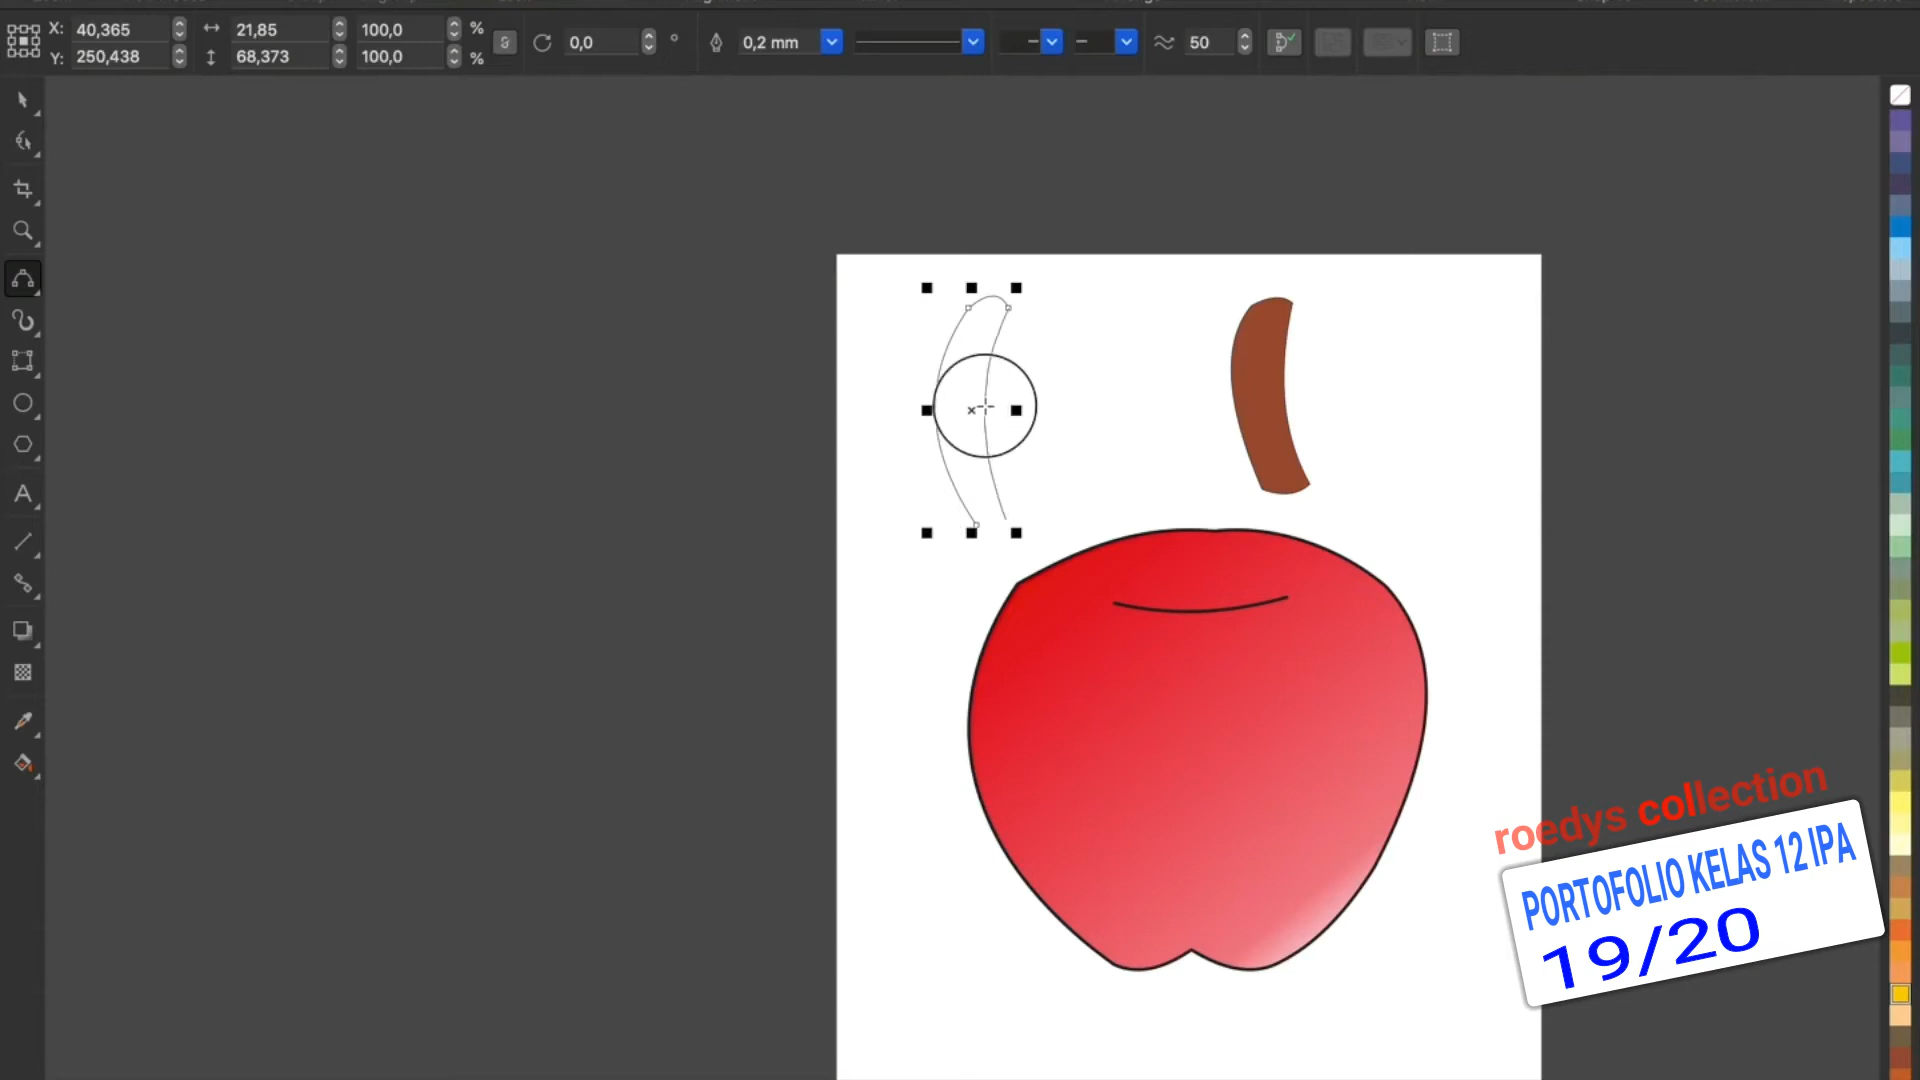 X: 40,365 21,85 100,0 % 0,0 ° 0,2 mm 50
Y: 250,438 68,373 100,0 %
roedys collection
PORTOFOLIO KELAS 12 IPA
19/20